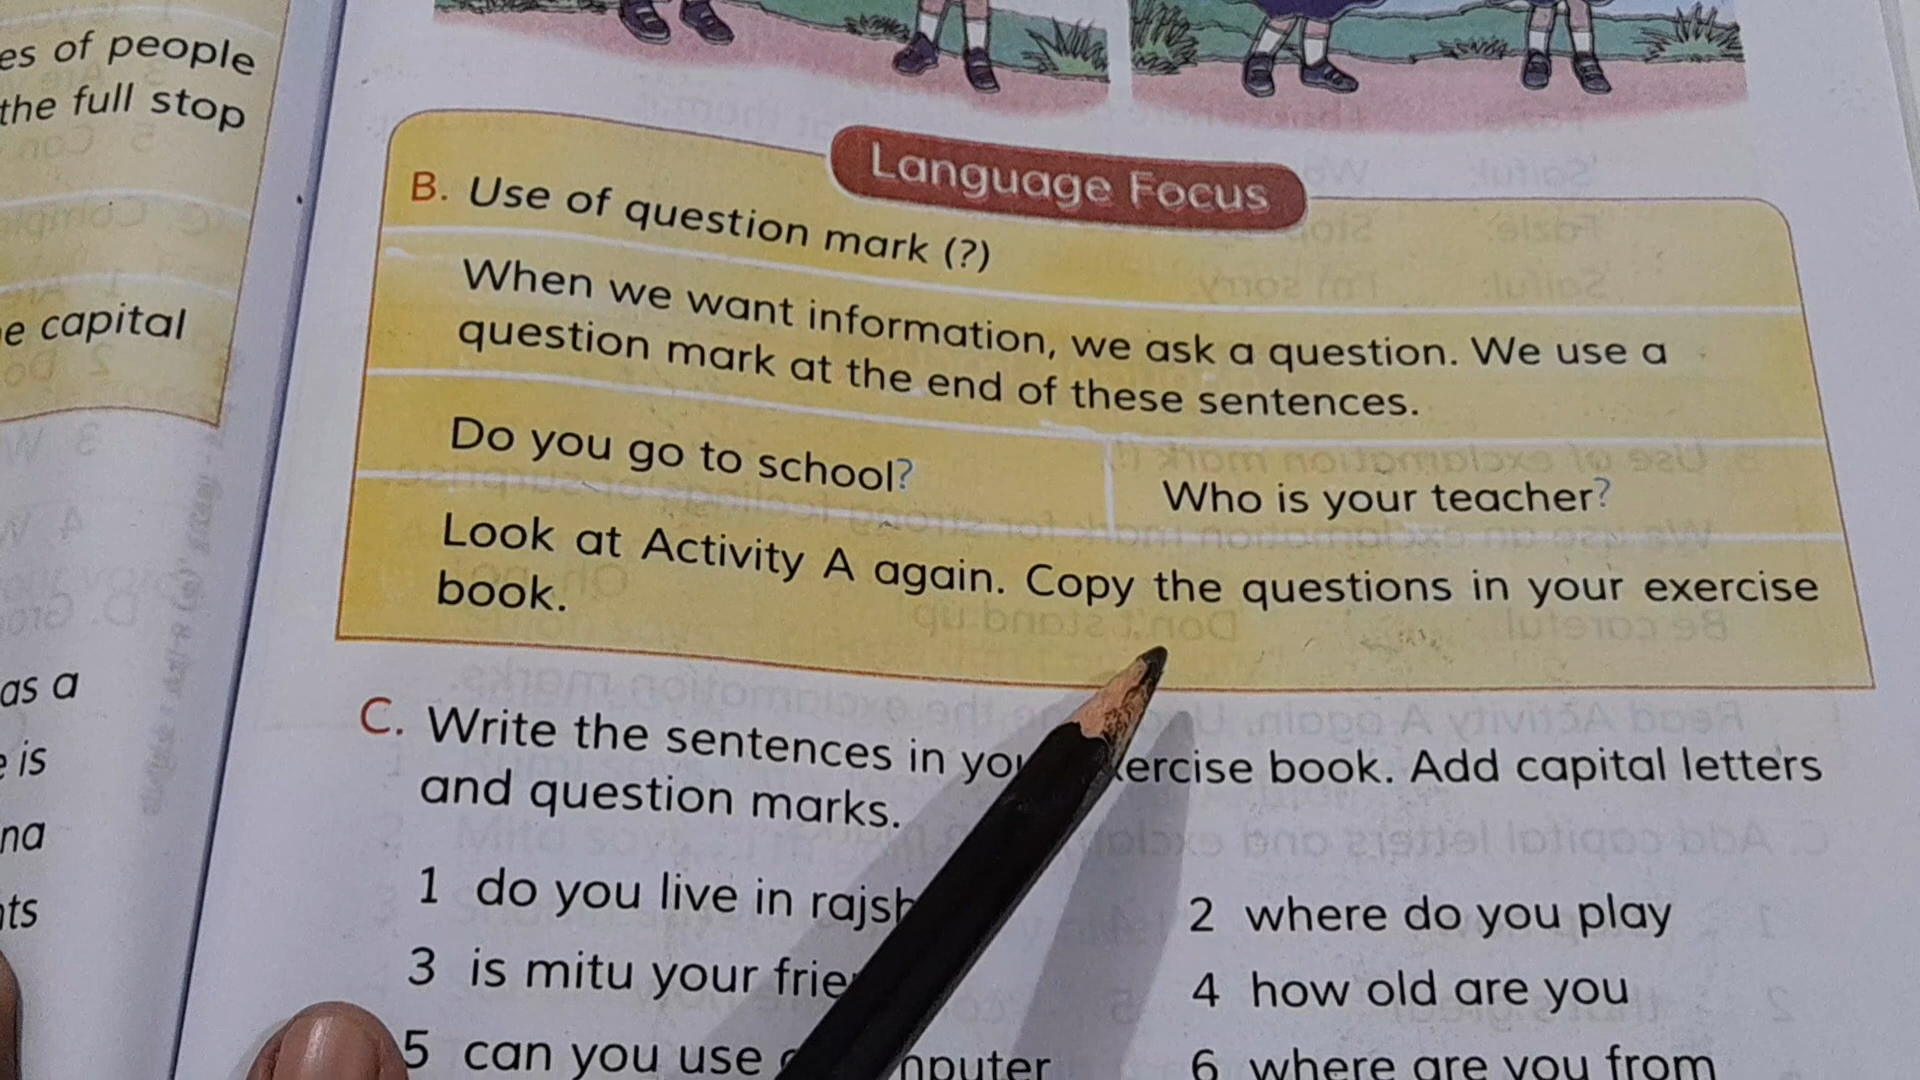 es of people
the full stop
e capital
as a
is
na
ts
Language Focus
B. Use of question mark (?)
When we want information, we ask a question. We use a
question mark at the end of these sentences.
Do you go to school?
Who is your teacher?
Look at Activity A again. Copy the questions in your exercise
book.
C. Write the sentences in you ercise book. Add capital letters
and question marks.
1 do you live in rajsh
2 where do you play
3 is mitu your frie
4 how old are you
5 can you use mputer
6 where are you from